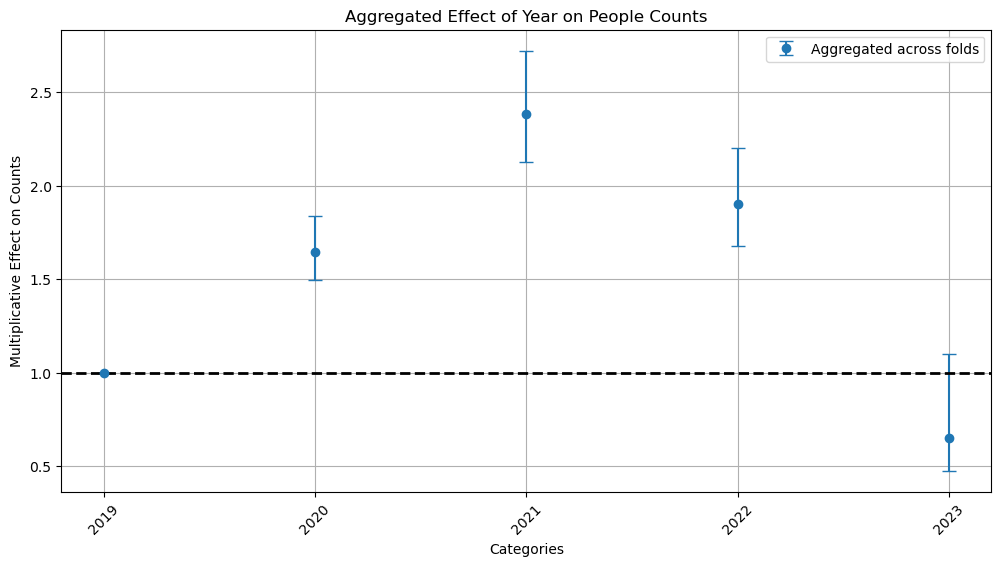 Aggregated Effect of Year on People Counts
Aggregated across folds
Multiplicative Effect on Counts
2.5
2.0
1.5
1.0
0.5
2019
2020
2021
2022
2023
Categories